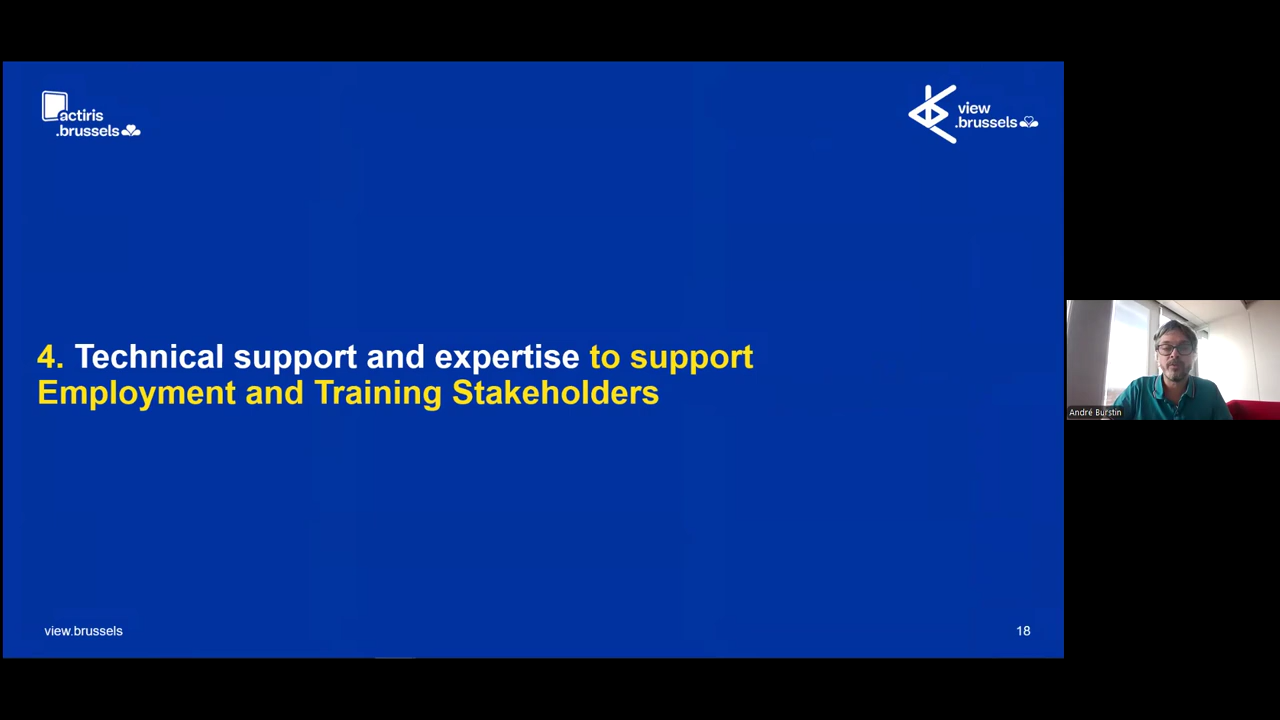 actiris
.brussels
view
.brussels
4. Technical support and expertise to support
Employment and Training Stakeholders
view.brussels
18
André Burstin